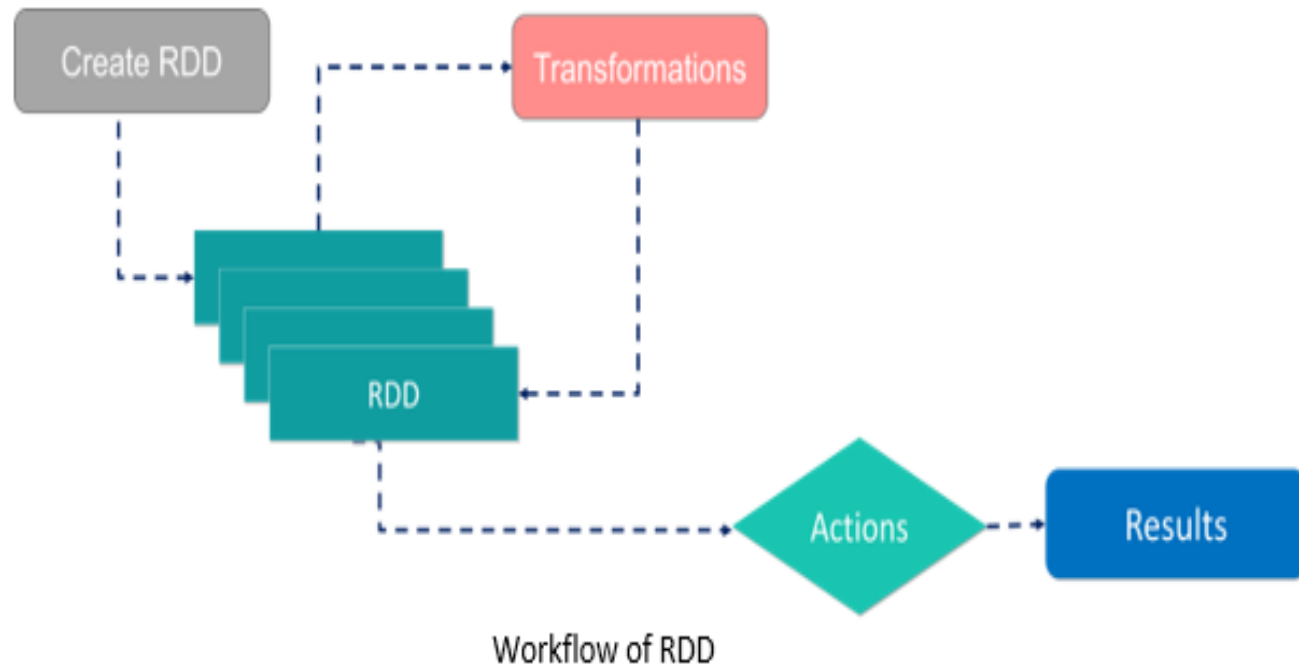 Create RDD
Transformations
RDD
Actions
Results
Workflow of RDD